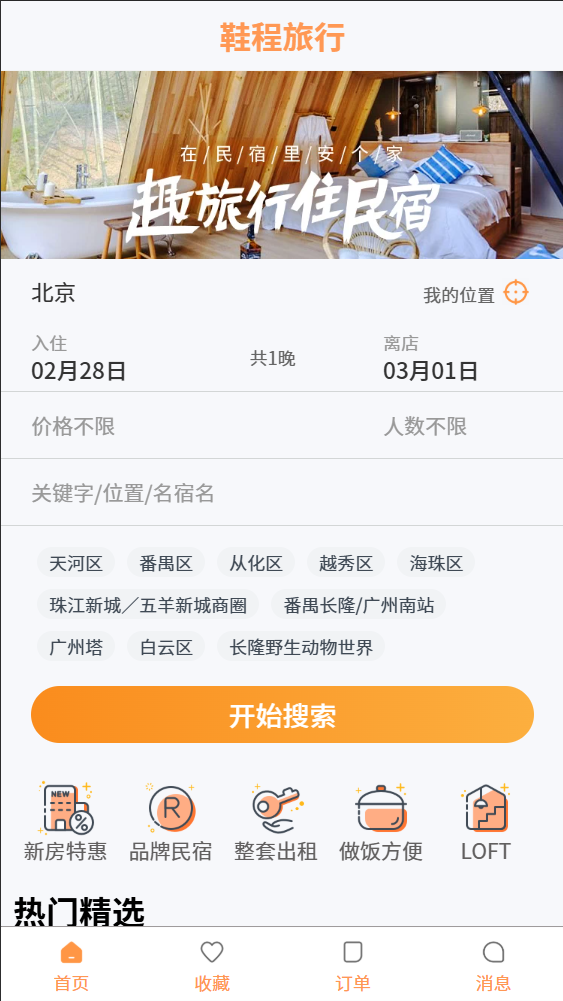 鞋程旅行
在/民/宿/里/安/个/家
趣旅行住民宿
北京 我的位置
入住 离店
02月28日 共1晚 03月01日
价格不限 人数不限
关键字/位置/名宿名
天河区 番禺区 从化区 越秀区 海珠区
珠江新城／五羊新城商圈 番禺长隆/广州南站
广州塔 白云区 长隆野生动物世界
开始搜索
NEW % R
新房特惠 品牌民宿 整套出租 做饭方便 LOFT
热门精选
首页 收藏 订单 消息